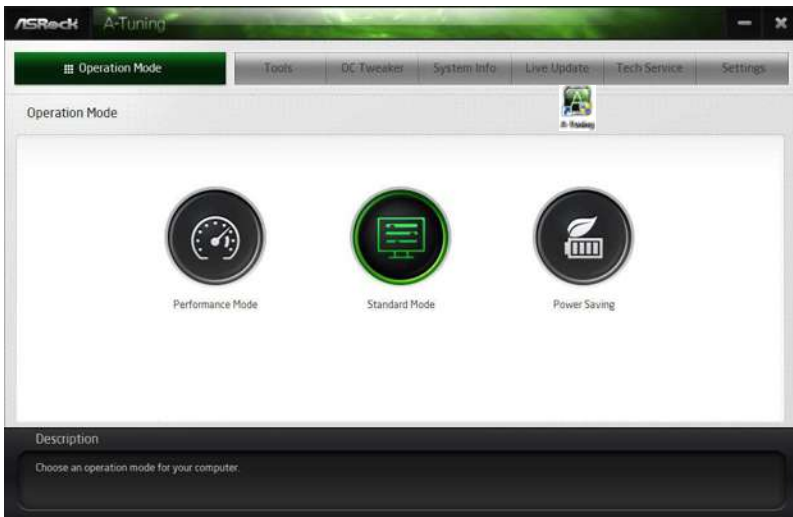 ASRock A-Tuning
Operation Mode Tools OC Tweaker System Info Live Update Tech Service Settings
Operation Mode
A-Tuning
Performance Mode Standard Mode Power Saving
Description
Choose an operation mode for your computer.